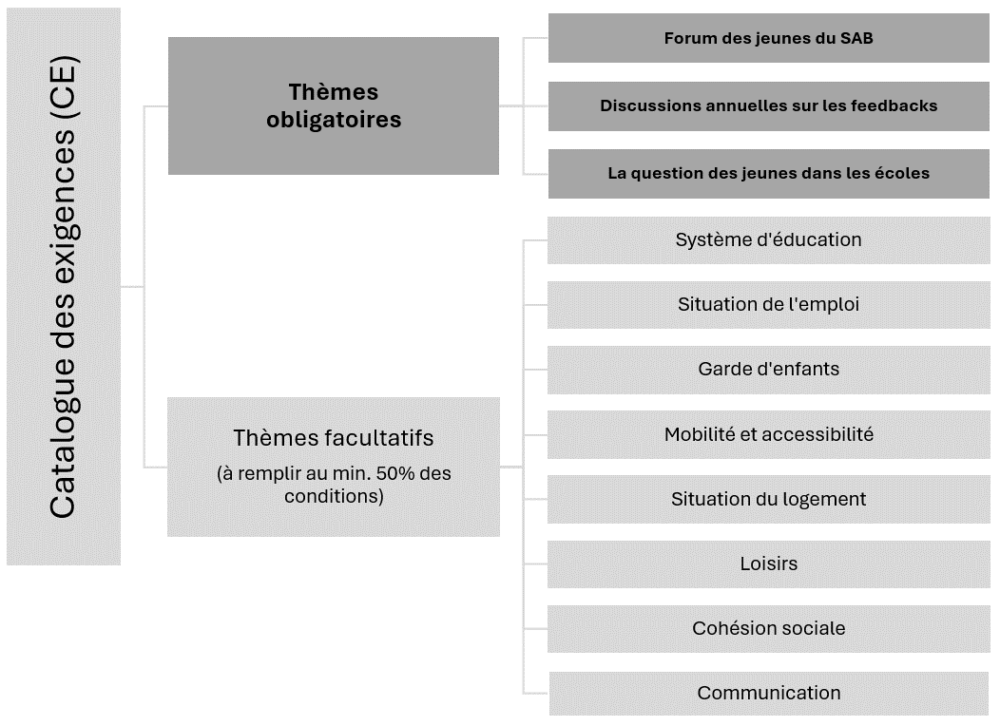 Catalogue des exigences (CE)
Thèmes
obligatoires
Forum des jeunes du SAB
Discussions annuelles sur les feedbacks
La question des jeunes dans les écoles
Thèmes facultatifs
(à remplir au min. 50% des
conditions)
Système d'éducation
Situation de l'emploi
Garde d'enfants
Mobilité et accessibilité
Situation du logement
Loisirs
Cohésion sociale
Communication